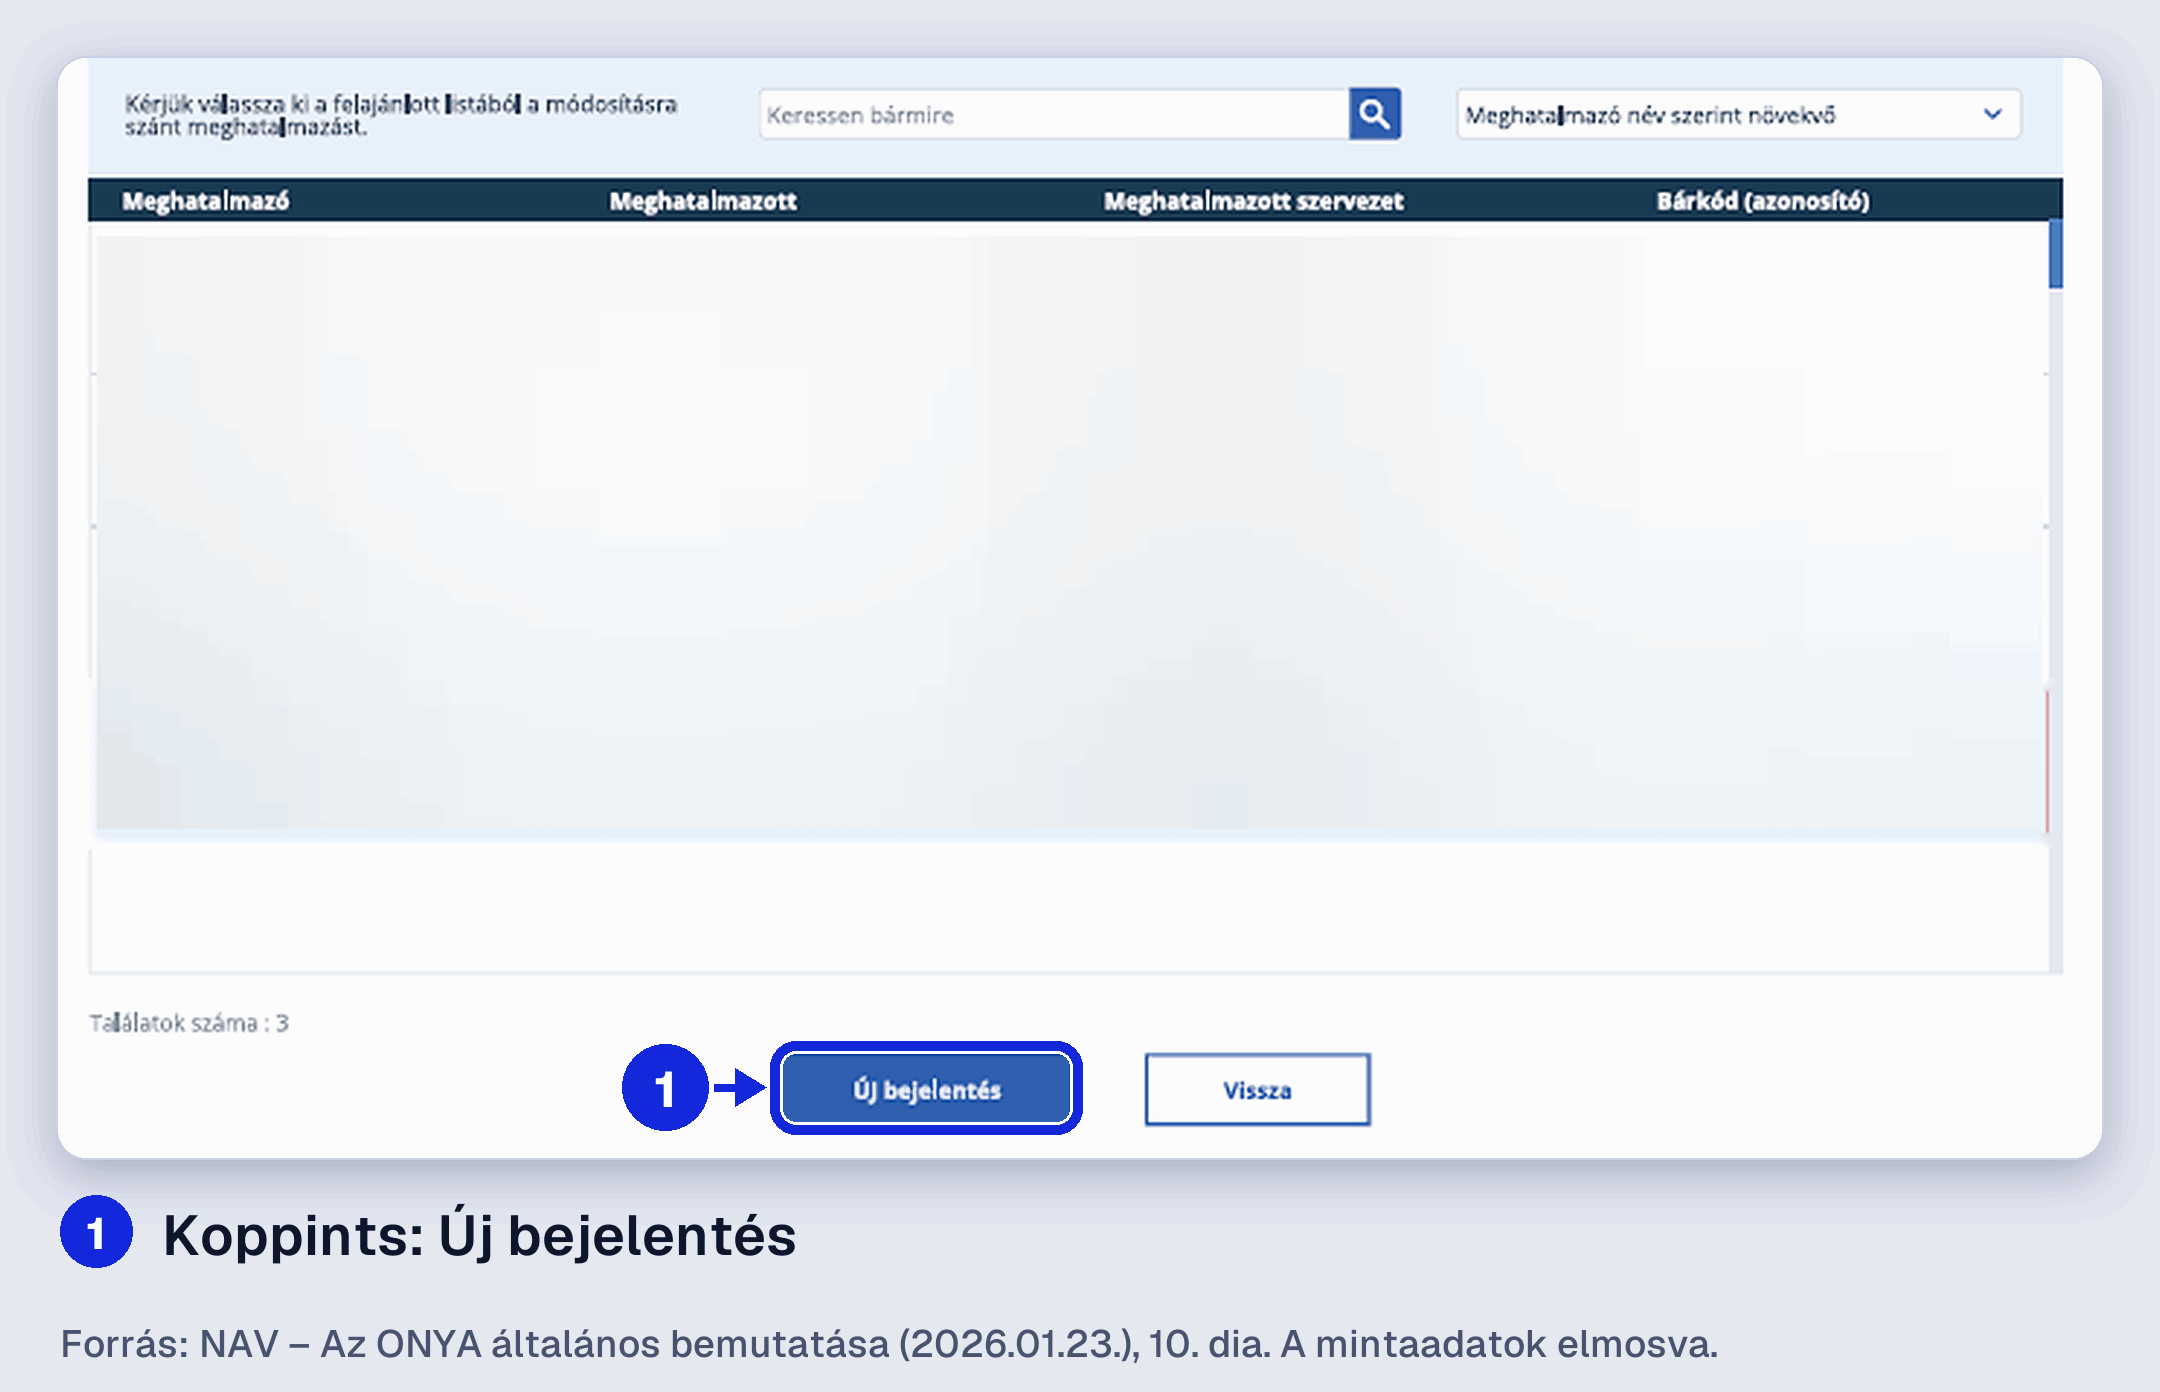 Kérjük válassza ki a felajánlott listából a módosításra
szánt meghatalmazást.
Keressen bármire
Meghatalmazó név szerint növekvő
Meghatalmazó Meghatalmazott Meghatalmazott szervezet Bárkód (azonosító)
Találatok száma : 3
1
Új bejelentés
Vissza
1 Koppints: Új bejelentés
Forrás: NAV – Az ONYA általános bemutatása (2026.01.23.), 10. dia. A mintaadatok elmosva.